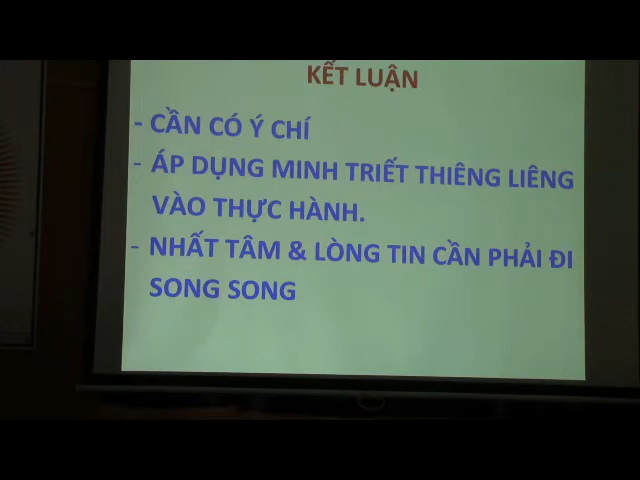 KẾT LUẬN
- CẦN CÓ Ý CHÍ
- ÁP DỤNG MINH TRIẾT THIÊNG LIÊNG
VÀO THỰC HÀNH.
- NHẤT TÂM & LÒNG TIN CẦN PHẢI ĐI
SONG SONG